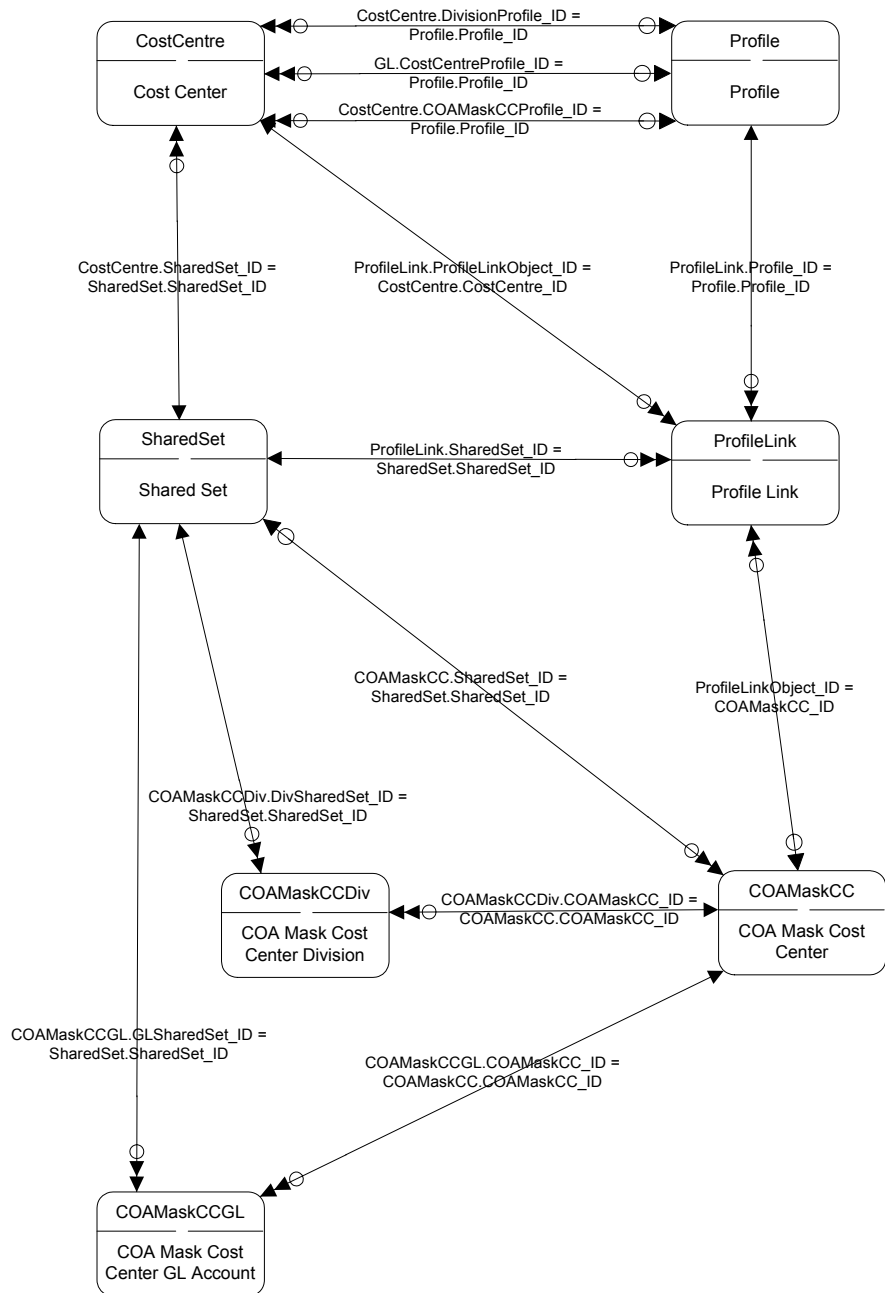 CostCentre
Cost Center
CostCentre.DivisionProfile_ID =
Profile.Profile_ID
GL.CostCentreProfile_ID =
Profile.Profile_ID
CostCentre.COAMaskCCProfile_ID =
Profile.Profile_ID
Profile
Profile
CostCentre.SharedSet_ID =
SharedSet.SharedSet_ID
ProfileLink.ProfileLinkObject_ID =
CostCentre.CostCentre_ID
ProfileLink.Profile_ID =
Profile.Profile_ID
SharedSet
Shared Set
ProfileLink.SharedSet_ID =
SharedSet.SharedSet_ID
ProfileLink
Profile Link
COAMaskCC.SharedSet_ID =
SharedSet.SharedSet_ID
ProfileLinkObject_ID =
COAMaskCC_ID
COAMaskCCDiv.DivSharedSet_ID =
SharedSet.SharedSet_ID
COAMaskCCDiv
COA Mask Cost
Center Division
COAMaskCCDiv.COAMaskCC_ID =
COAMaskCC.COAMaskCC_ID
COAMaskCC
COA Mask Cost
Center
COAMaskCCGL.GLSharedSet_ID =
SharedSet.SharedSet_ID
COAMaskCCGL.COAMaskCC_ID =
COAMaskCC.COAMaskCC_ID
COAMaskCCGL
COA Mask Cost
Center GL Account